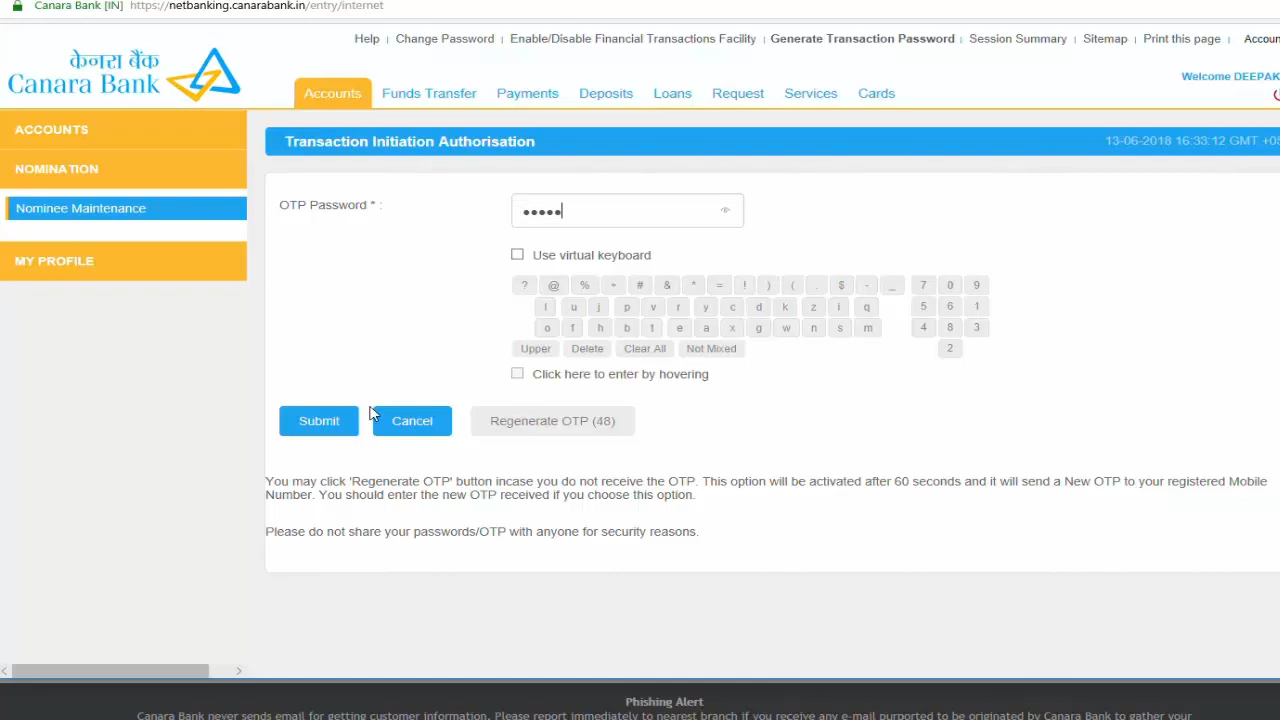 Canara Bank [IN] https://netbanking.canarabank.in/entry/internet
Help | Change Password | Enable/Disable Financial Transactions Facility | Generate Transaction Password | Session Summary | Sitemap | Print this page | Accoun
केनरा बैंक
Canara Bank
Welcome DEEPAK
Accounts Funds Transfer Payments Deposits Loans Request Services Cards
ACCOUNTS
NOMINATION
Nominee Maintenance
MY PROFILE
Transaction Initiation Authorisation 13-06-2018 16:33:12 GMT +05
OTP Password * :
Use virtual keyboard
? @ % ~ # & * = ! ) ( . $ - _ 7 0 9
l u j p v r y c d k z i q 5 6 1
o f h b t e a x g w n s m 4 8 3
Upper Delete Clear All Not Mixed 2
Click here to enter by hovering
Submit Cancel Regenerate OTP (48)
You may click 'Regenerate OTP' button incase you do not receive the OTP. This option will be activated after 60 seconds and it will send a New OTP to your registered Mobile
Number. You should enter the new OTP received if you choose this option.
Please do not share your passwords/OTP with anyone for security reasons.
Phishing Alert
Canara Bank never sends email for getting customer information. Please report immediately to nearest branch if you receive any e-mail purported to be originated by Canara Bank to gather your